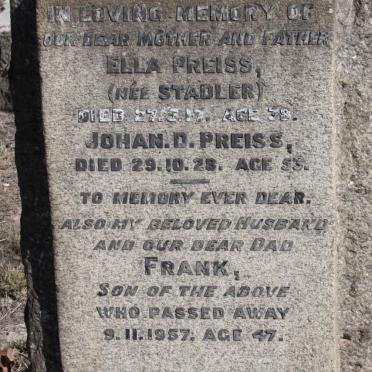 IN LOVING MEMORY OF
OUR DEAR MOTHER AND FATHER
ELLA PREISS,
(NÉE STADLER)
DIED 27.3.17. AGE 38.
JOHAN. D. PREISS,
DIED 29.10.28. AGE 53.
TO MEMORY EVER DEAR.
ALSO MY BELOVED HUSBAND
AND OUR DEAR DAD
FRANK,
SON OF THE ABOVE
WHO PASSED AWAY
9.11.1957: AGE 47.